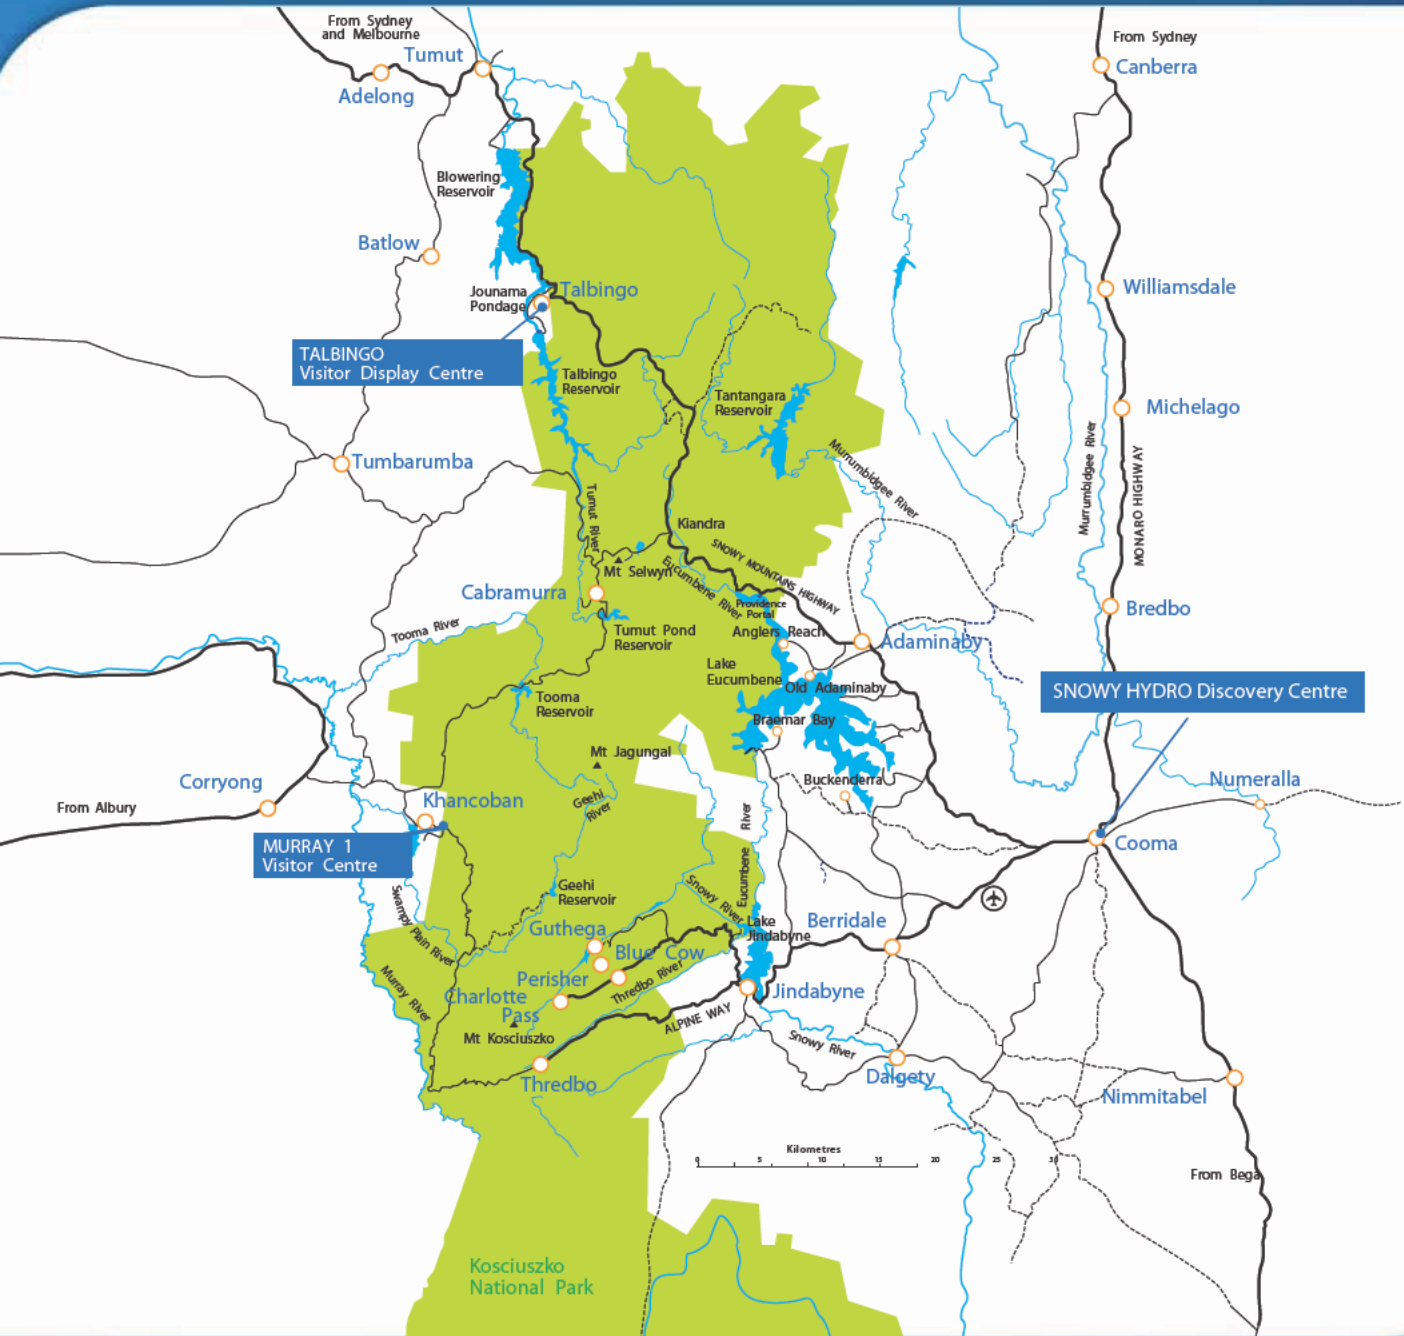 From Sydney
and Melbourne
Tumut
Adelong
From Sydney
Canberra
Blowering
Reservoir
Batlow
Jounama
Pondage
Talbingo
Williamsdale
TALBINGO
Visitor Display Centre
Talbingo
Reservoir
Tantangara
Reservoir
Michelago
Murrumbidgee River
Murrumbidgee River
MONARO HIGHWAY
Tumbarumba
Tumut River
Kiandra
SNOWY MOUNTAINS HIGHWAY
Mt Selwyn
Eucumbene River
Cabramurra
Providence
Portal
Bredbo
Tooma River
Tumut Pond
Reservoir
Anglers Reach
Adaminaby
Lake
Eucumbene
Old Adaminaby
SNOWY HYDRO Discovery Centre
Tooma
Reservoir
Braemar Bay
Mt Jagungal
Corryong
Khancoban
Geehi
River
Buckenderra
Numeralla
From Albury
Eucumbene River
Cooma
MURRAY 1
Visitor Centre
Geehi
Reservoir
Snowy River
Swampy Plain River
Guthega
Lake
Jindabyne
Berridale
Blue Cow
Perisher
Thredbo River
Murray River
Charlotte
Pass
Jindabyne
ALPINE WAY
Mt Kosciuszko
Snowy River
Thredbo
Dalgety
Nimmitabel
Kilometres
0 5 10 15 20 25 30
From Bega
Kosciuszko
National Park